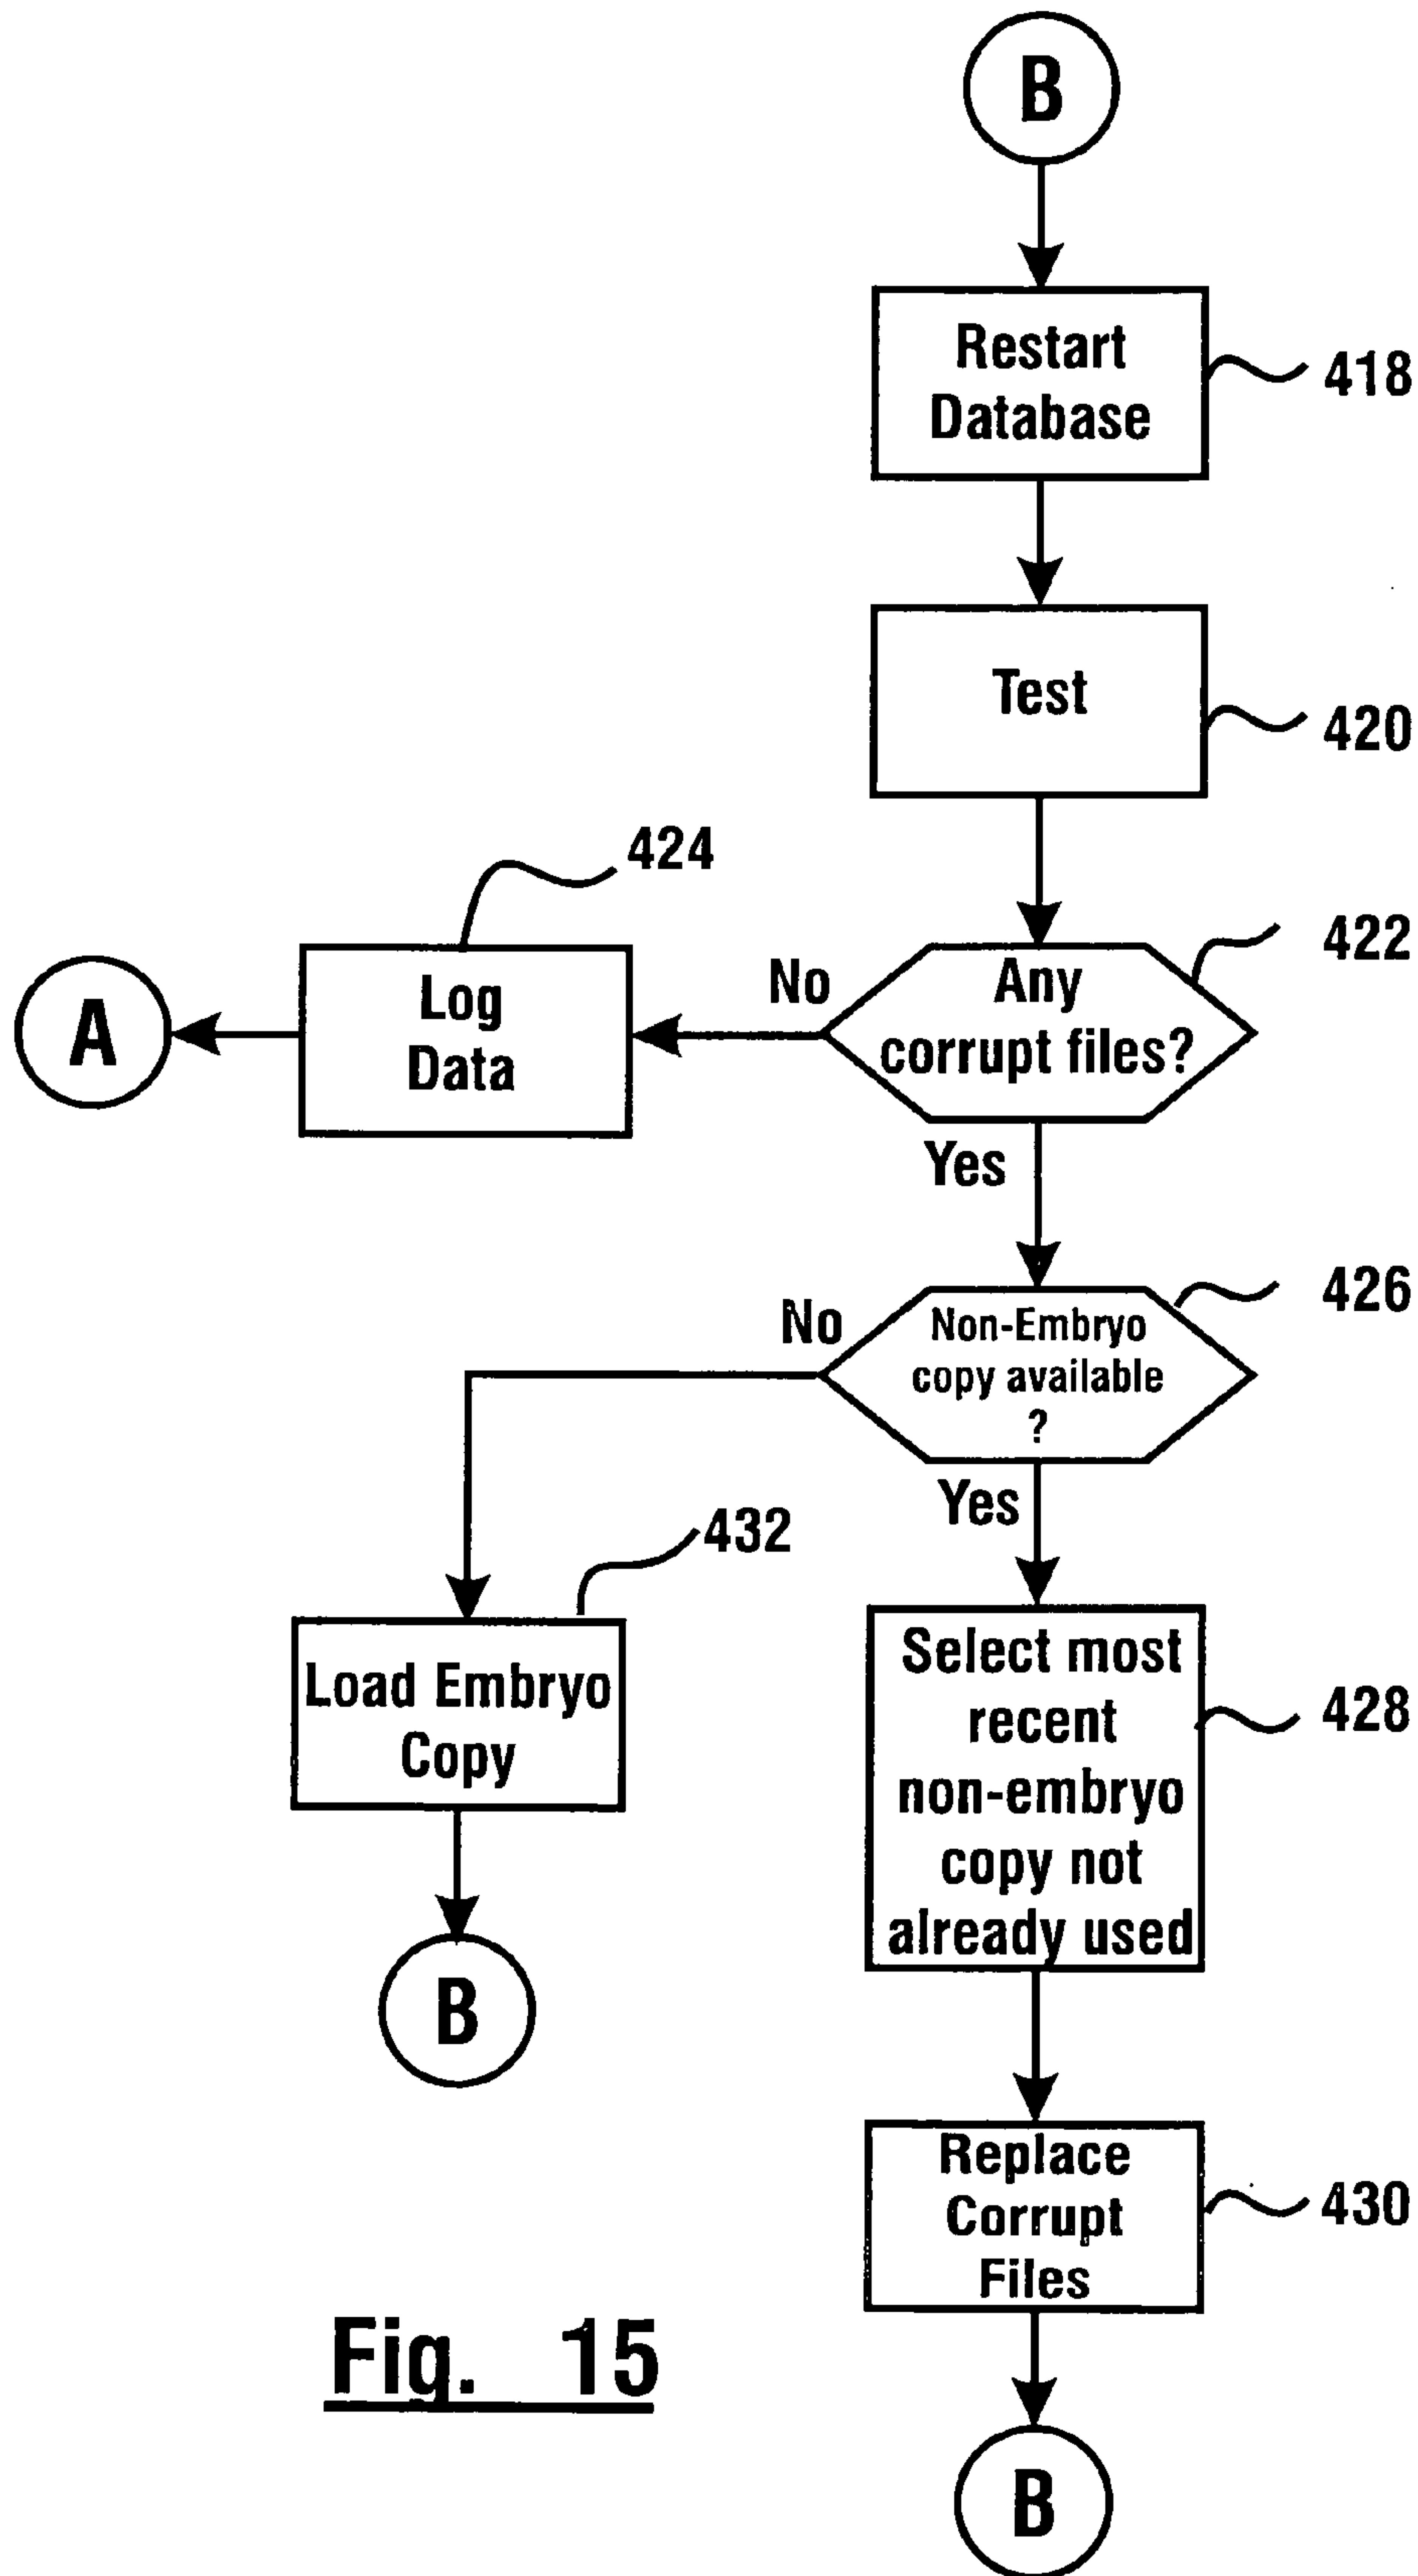 B
Restart
Database
418
Test
420
424
422
No
Any
corrupt files?
Log
Data
A
Yes
426
No
Non-Embryo
copy available
?
Yes
432
Select most
recent
non-embryo
copy not
already used
428
Load Embryo
Copy
B
Replace
Corrupt
Files
430
Fig. 15
B